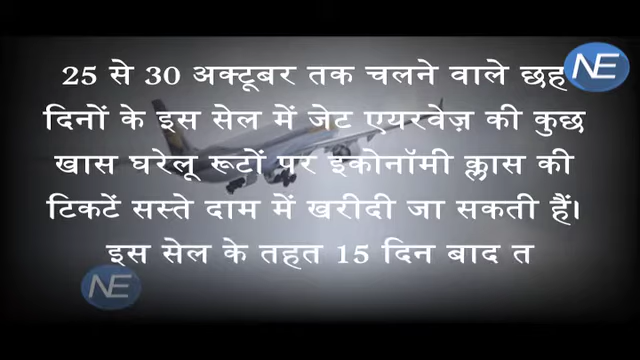 25 से 30 अक्टूबर तक चलने वाले छह
दिनों के इस सेल में जेट एयरवेज़ की कुछ
खास घरेलू रूटों पर इकोनॉमी क्लास की
टिकटें सस्ते दाम में खरीदी जा सकती हैं।
इस सेल के तहत 15 दिन बाद त
NE
NE